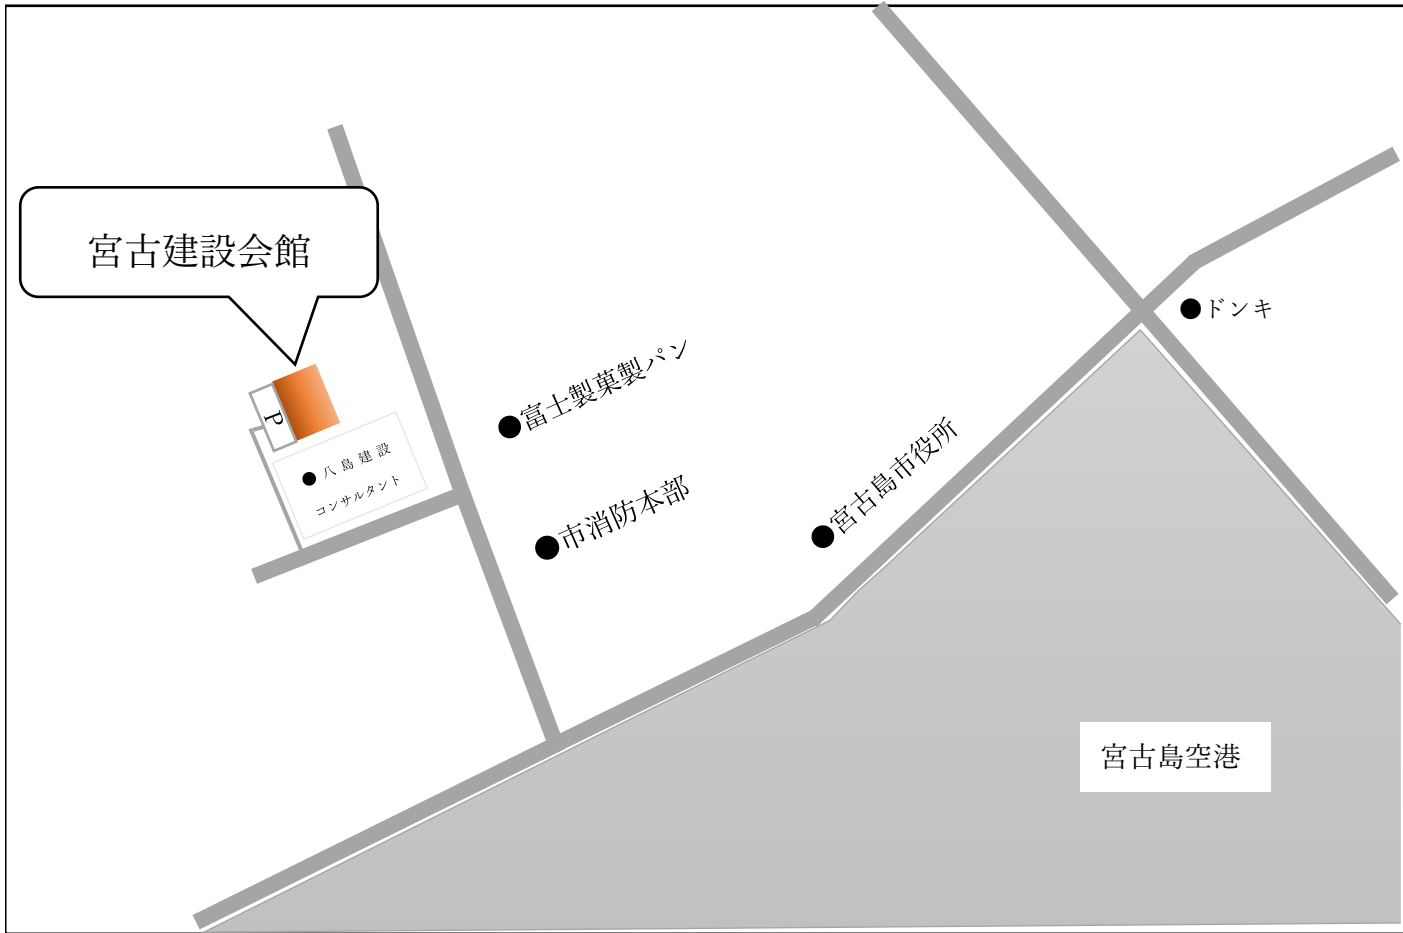 宮古建設会館
ドンキ
富士製菓製パン
P
宮古島市役所
八島建設
コンサルタント
市消防本部
宮古島空港